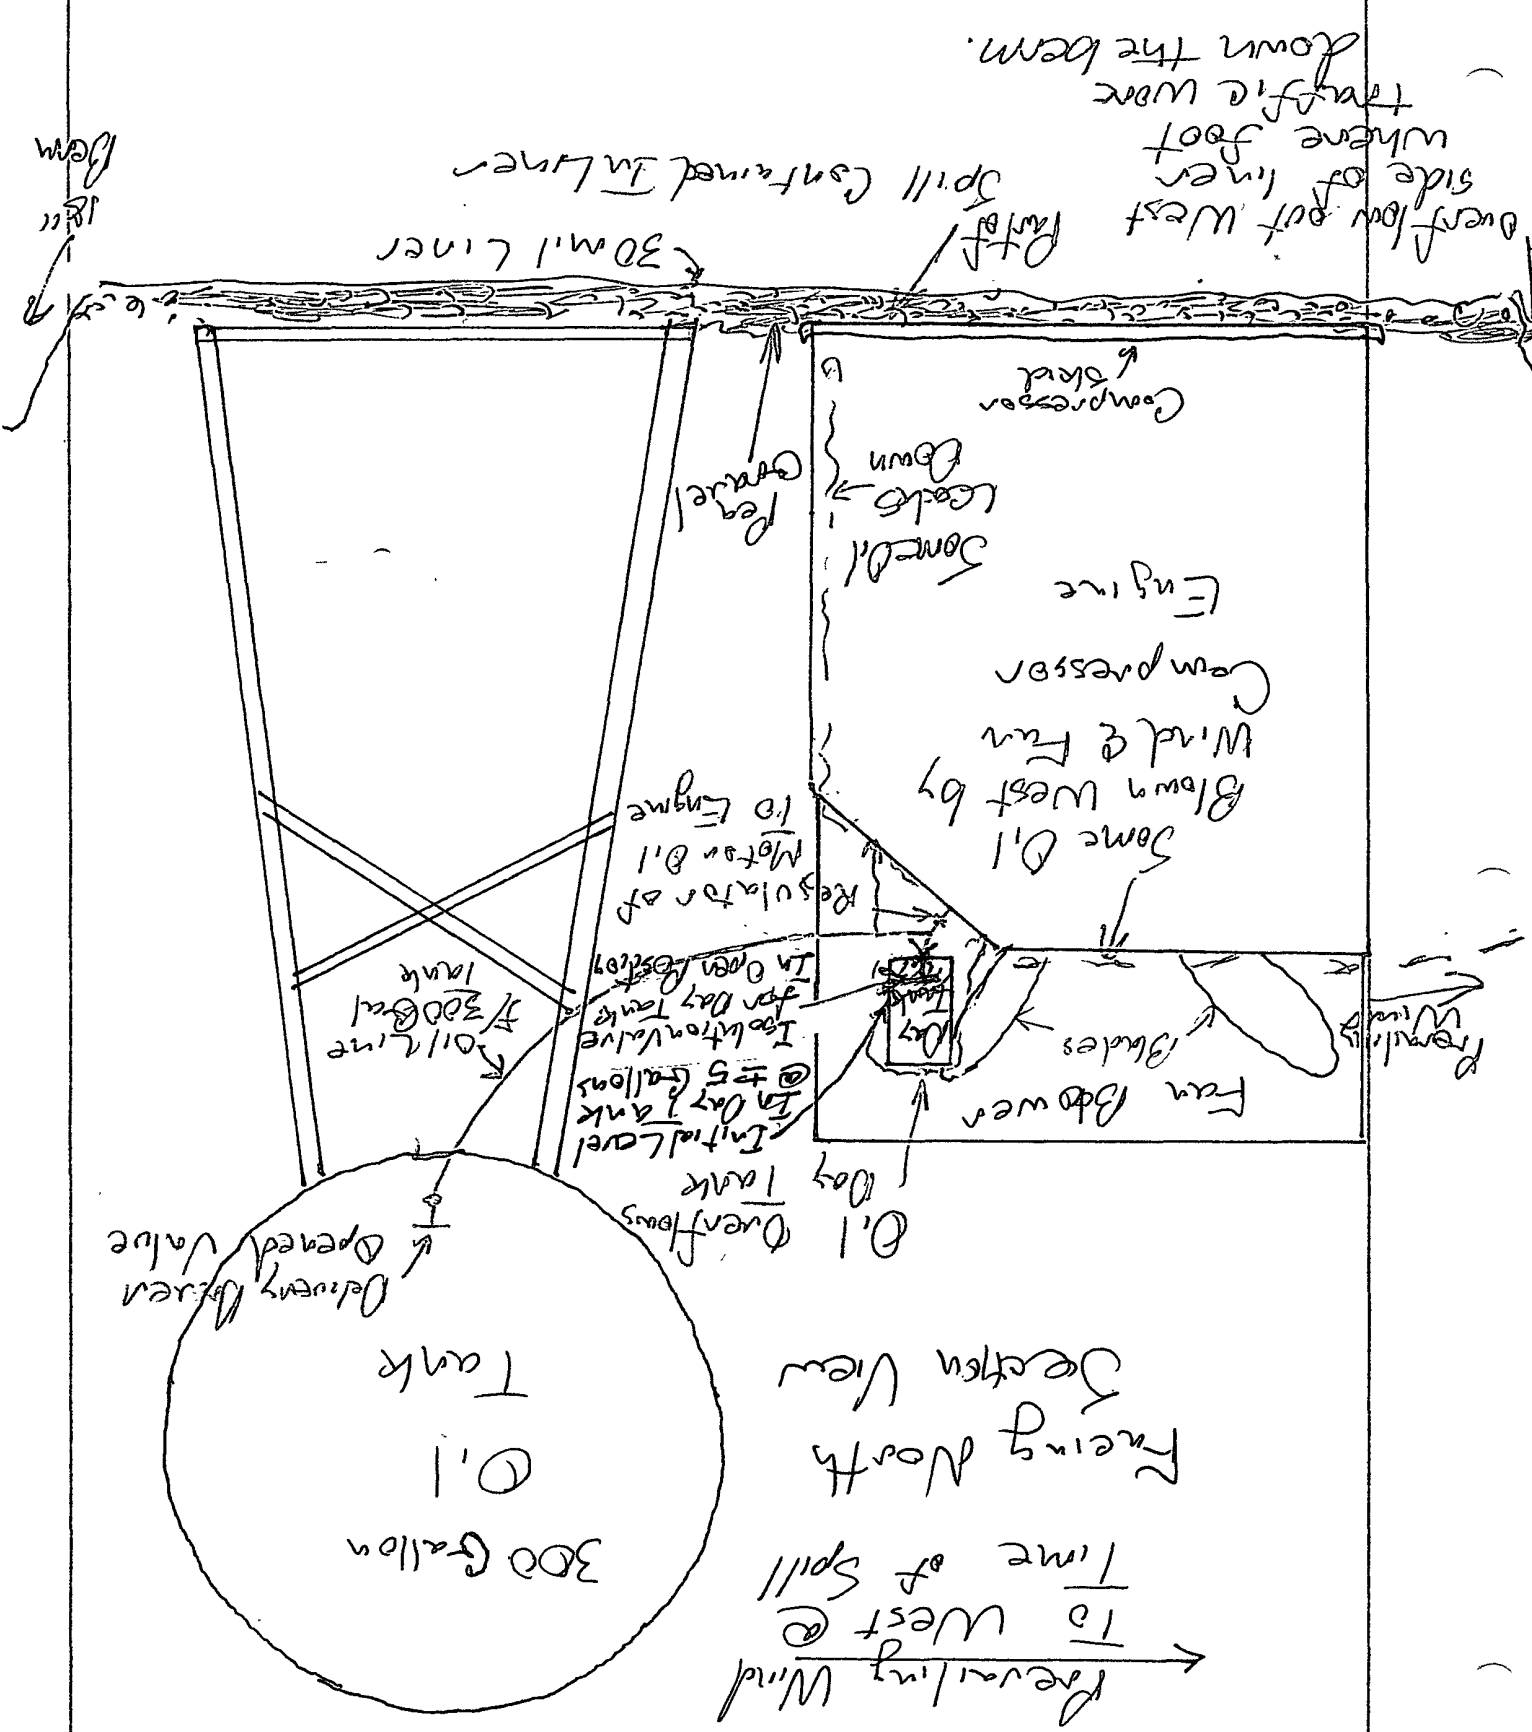 Prevailing Wind
To West @
Time of Spill
Facing North
Section View
300 Gallon
Oil
Tank
Delivery Driver
Opened Valve
Oil Day Tank
Overflows
Initial Level
In Day Tank
@ ± 5 Gallons
Isolation Valve
for Day Tank
In Open Position
Oil Line
f/ 300 Gal
Tank
Fan Blower
Blades
Day
Tank
Prevailing
Wind
Regulator of
Motor Oil
To Engine
Some Oil
Blown West by
Wind & Fan
Compressor
Engine
Some Oil
Leaks
Down
Pea
Gravel
Compressor
Skid
30 mil Liner
18"
Berm
Part of
Spill Contained In Liner
Overflow out West
side of liner
where foot
traffic wore
down the berm.